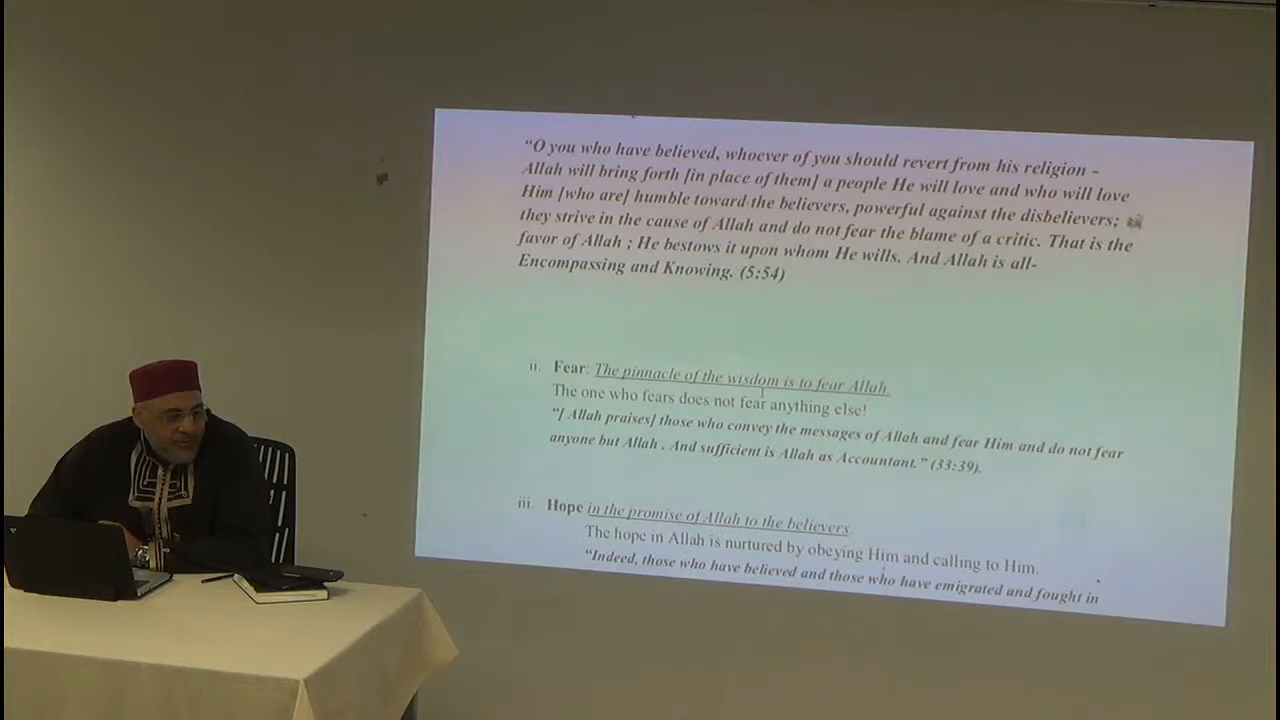 “O you who have believed, whoever of you should revert from his religion -
Allah will bring forth [in place of them] a people He will love and who will love
Him [who are] humble toward the believers, powerful against the disbelievers;
they strive in the cause of Allah and do not fear the blame of a critic. That is the
favor of Allah ; He bestows it upon whom He wills. And Allah is all-
Encompassing and Knowing. (5:54)
ii. Fear: The pinnacle of the wisdom is to fear Allah.
The one who fears does not fear anything else!
“[ Allah praises] those who convey the messages of Allah and fear Him and do not fear
anyone but Allah . And sufficient is Allah as Accountant.” (33:39).
iii. Hope in the promise of Allah to the believers.
The hope in Allah is nurtured by obeying Him and calling to Him.
“Indeed, those who have believed and those who have emigrated and fought in